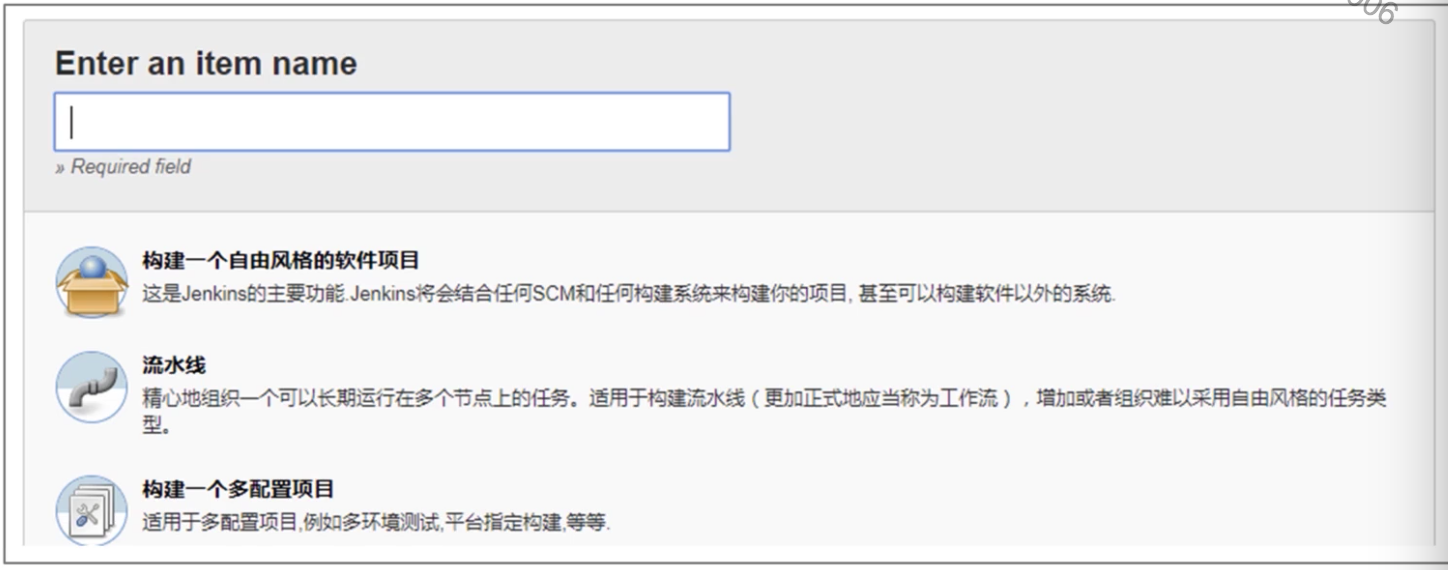 Enter an item name
» Required field
构建一个自由风格的软件项目
这是Jenkins的主要功能.Jenkins将会结合任何SCM和任何构建系统来构建你的项目, 甚至可以构建软件以外的系统.
流水线
精心地组织一个可以长期运行在多个节点上的任务。适用于构建流水线（更加正式地应当称为工作流），增加或者组织难以采用自由风格的任务类
型。
构建一个多配置项目
适用于多配置项目,例如多环境测试,平台指定构建,等等.